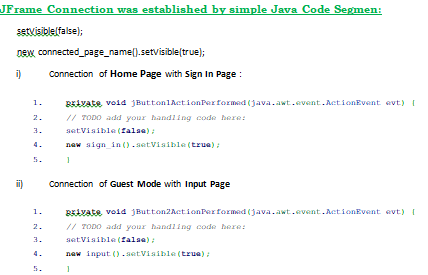 JFrame Connection was established by simple Java Code Segmen:
setVisible(false);
new connected_page_name().setVisible(true);
i) Connection of Home Page with Sign In Page :
1. private void jButton1ActionPerformed(java.awt.event.ActionEvent evt) {
2. // TODO add your handling code here:
3. setVisible(false);
4. new sign_in().setVisible(true);
5. }
ii) Connection of Guest Mode with Input Page
1. private void jButton2ActionPerformed(java.awt.event.ActionEvent evt) {
2. // TODO add your handling code here:
3. setVisible(false);
4. new input().setVisible(true);
5. }